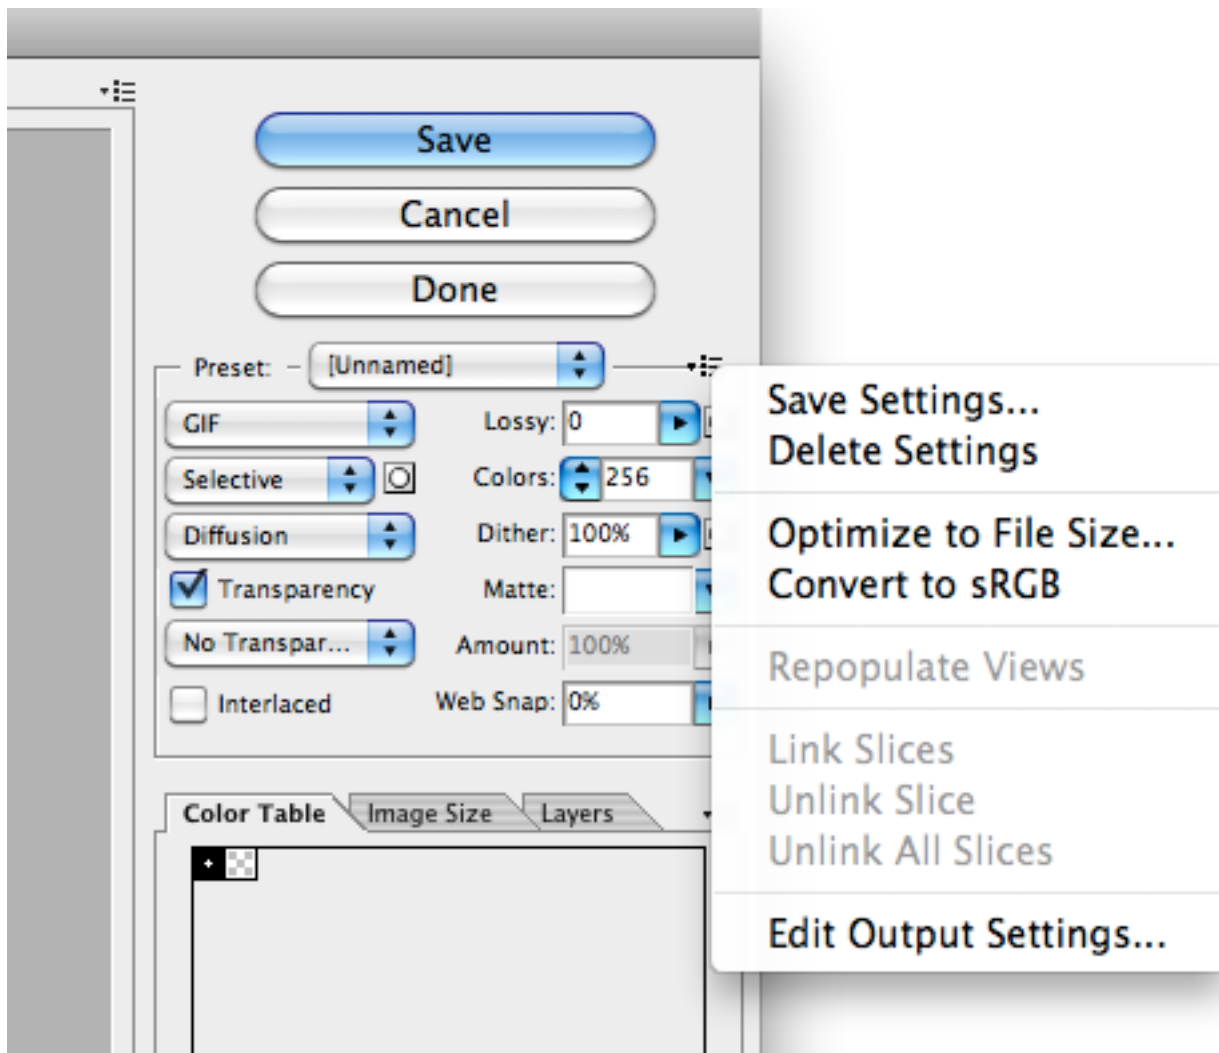 Save
Cancel
Done
Preset: [Unnamed]
GIF Lossy: 0
Selective Colors: 256
Diffusion Dither: 100%
Transparency Matte:
No Transpar... Amount: 100%
Interlaced Web Snap: 0%
Color Table Image Size Layers
Save Settings...
Delete Settings
Optimize to File Size...
Convert to sRGB
Repopulate Views
Link Slices
Unlink Slice
Unlink All Slices
Edit Output Settings...